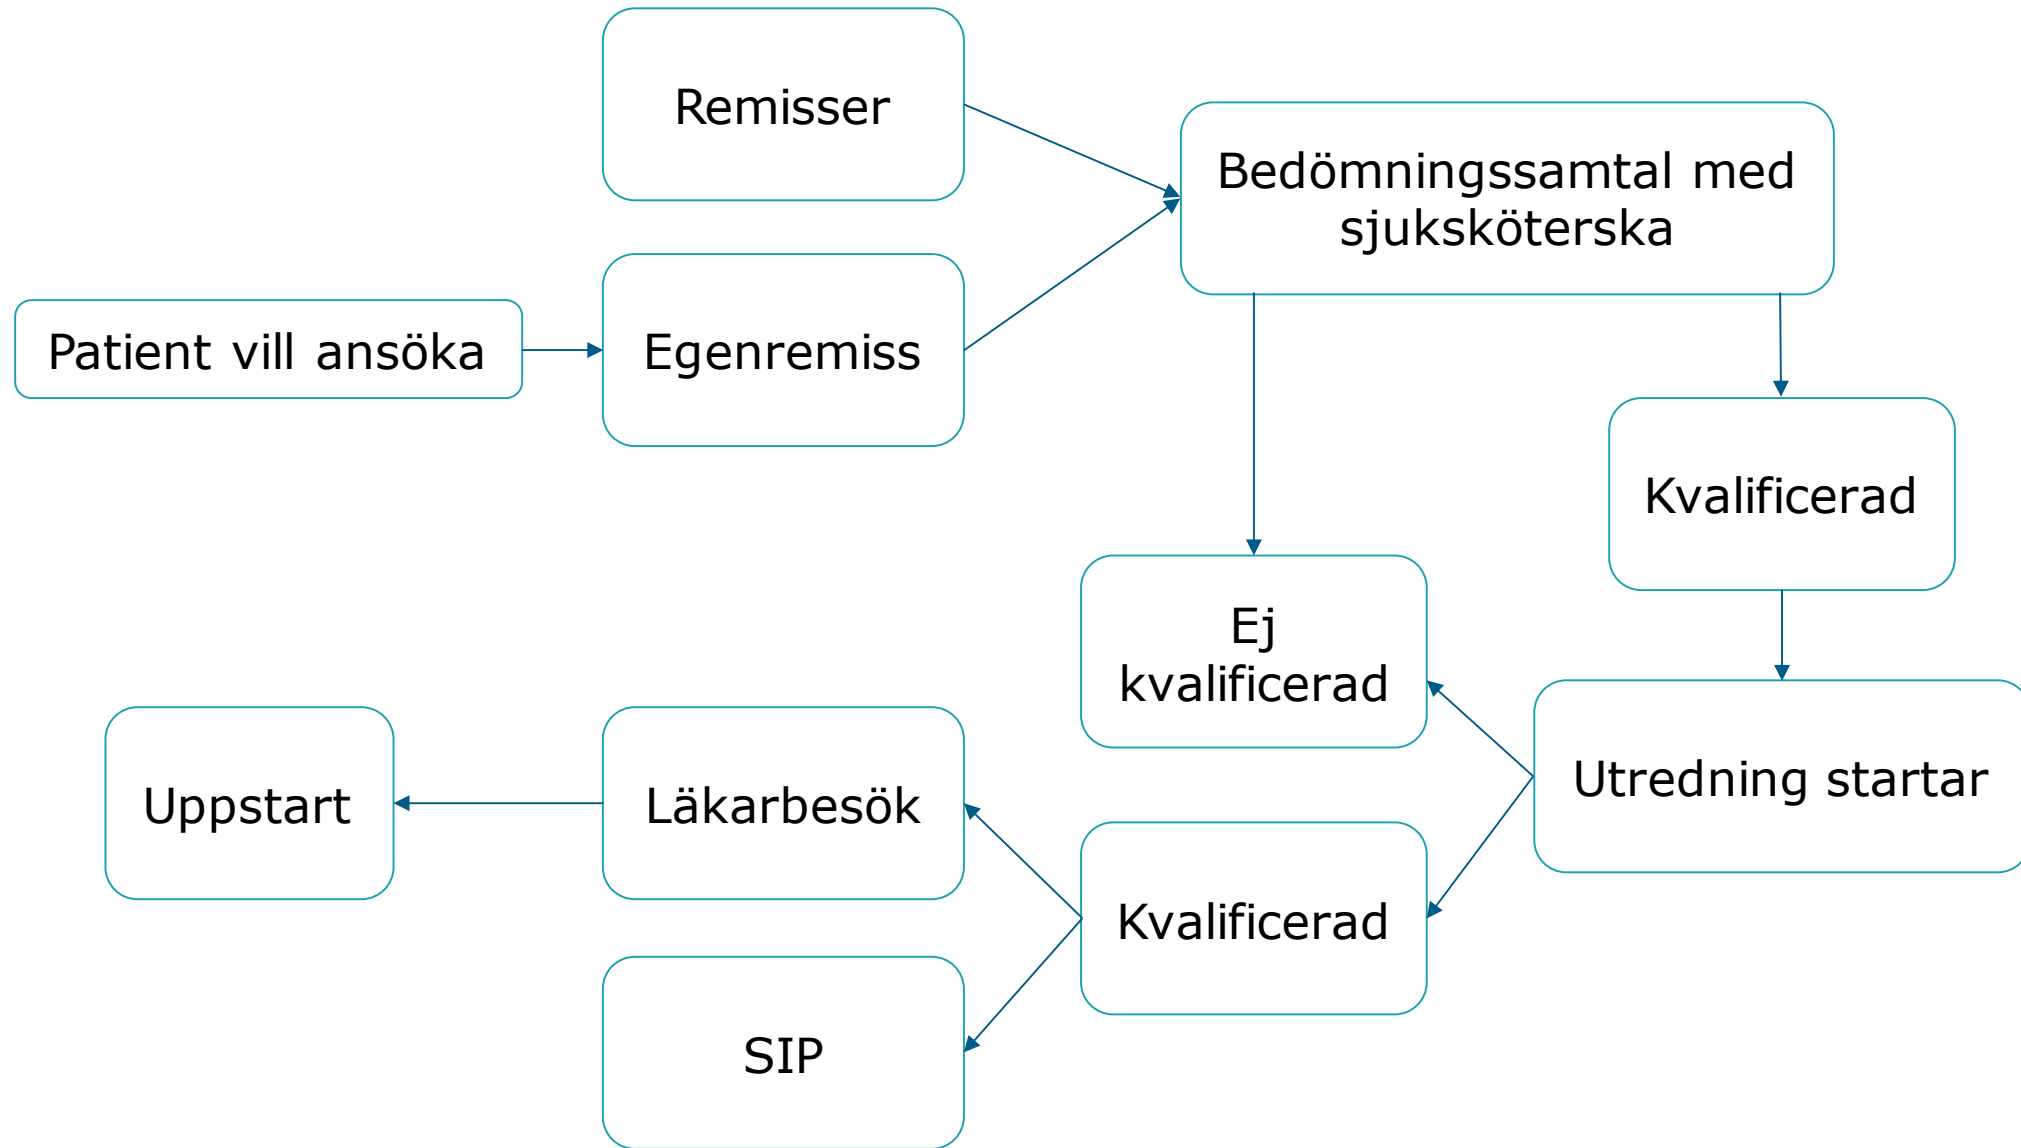 Remisser
Bedömningssamtal med
sjuksköterska
Patient vill ansöka
Egenremiss
Kvalificerad
Ej
kvalificerad
Utredning startar
Uppstart
Läkarbesök
Kvalificerad
SIP